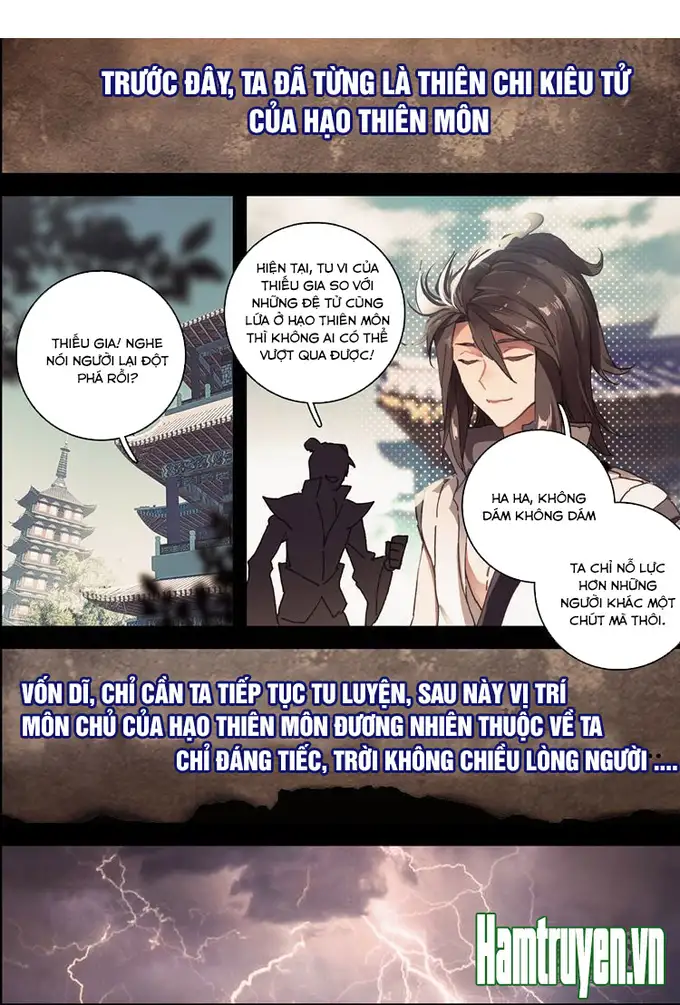 TRƯỚC ĐÂY, TA ĐÃ TỪNG LÀ THIÊN CHI KIÊU TỬ
CỦA HẠO THIÊN MÔN
THIẾU GIA! NGHE
NÓI NGƯỜI LẠI ĐỘT
PHÁ RỒI?
HIỆN TẠI, TU VI CỦA
THIẾU GIA SO VỚI
NHỮNG ĐỆ TỬ CÙNG
LỨA Ở HẠO THIÊN MÔN
THÌ KHÔNG AI CÓ THỂ
VƯỢT QUA ĐƯỢC!
HA HA, KHÔNG
DÁM KHÔNG DÁM
TA CHỈ NỖ LỰC
HƠN NHỮNG
NGƯỜI KHÁC MỘT
CHÚT MÀ THÔI.
VỐN DĨ, CHỈ CẦN TA TIẾP TỤC TU LUYỆN, SAU NÀY VỊ TRÍ
MÔN CHỦ CỦA HẠO THIÊN MÔN ĐƯƠNG NHIÊN THUỘC VỀ TA
CHỈ ĐÁNG TIẾC, TRỜI KHÔNG CHIỀU LÒNG NGƯỜI ....
Hamtruyen.vn